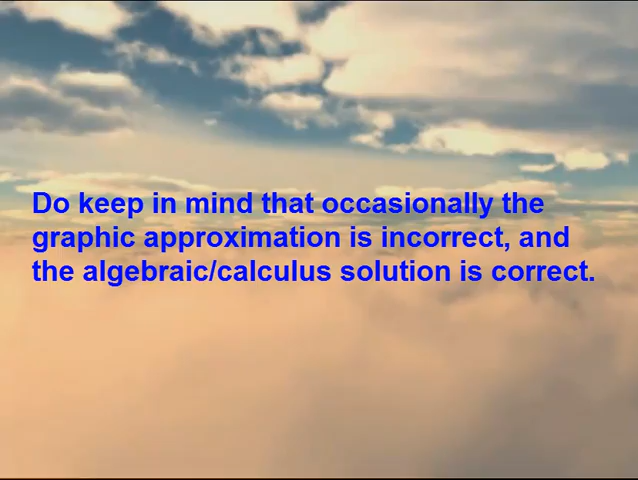 Do keep in mind that occasionally the
graphic approximation is incorrect, and
the algebraic/calculus solution is correct.